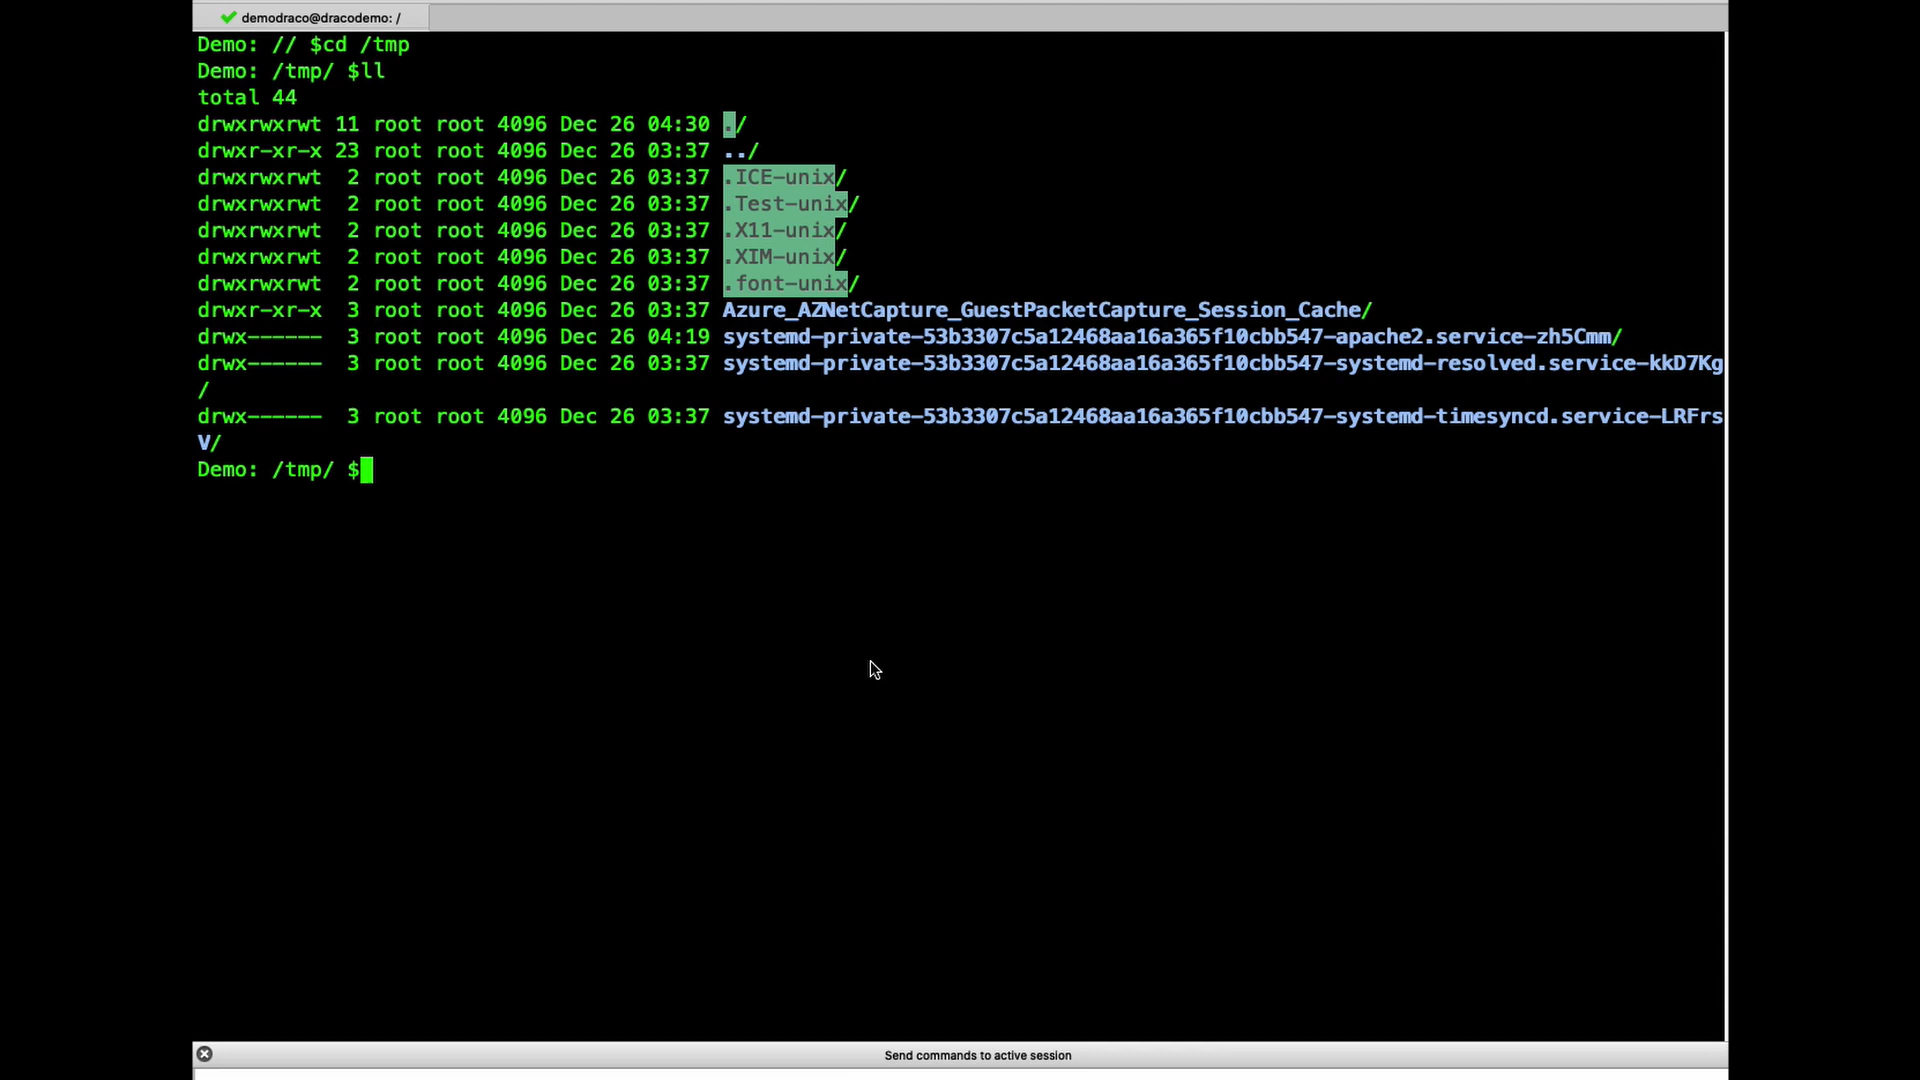 demodraco@dracodemo: /
Demo: // $cd /tmp
Demo: /tmp/ $ll
total 44
drwxrwxrwt 11 root root 4096 Dec 26 04:30 ./
drwxr-xr-x 23 root root 4096 Dec 26 03:37 ../
drwxrwxrwt  2 root root 4096 Dec 26 03:37 .ICE-unix/
drwxrwxrwt  2 root root 4096 Dec 26 03:37 .Test-unix/
drwxrwxrwt  2 root root 4096 Dec 26 03:37 .X11-unix/
drwxrwxrwt  2 root root 4096 Dec 26 03:37 .XIM-unix/
drwxrwxrwt  2 root root 4096 Dec 26 03:37 .font-unix/
drwxr-xr-x  3 root root 4096 Dec 26 03:37 Azure_AZNetCapture_GuestPacketCapture_Session_Cache/
drwx------  3 root root 4096 Dec 26 04:19 systemd-private-53b3307c5a12468aa16a365f10cbb547-apache2.service-zh5Cmm/
drwx------  3 root root 4096 Dec 26 03:37 systemd-private-53b3307c5a12468aa16a365f10cbb547-systemd-resolved.service-kkD7Kg
/
drwx------  3 root root 4096 Dec 26 03:37 systemd-private-53b3307c5a12468aa16a365f10cbb547-systemd-timesyncd.service-LRFrs
V/
Demo: /tmp/ $
Send commands to active session